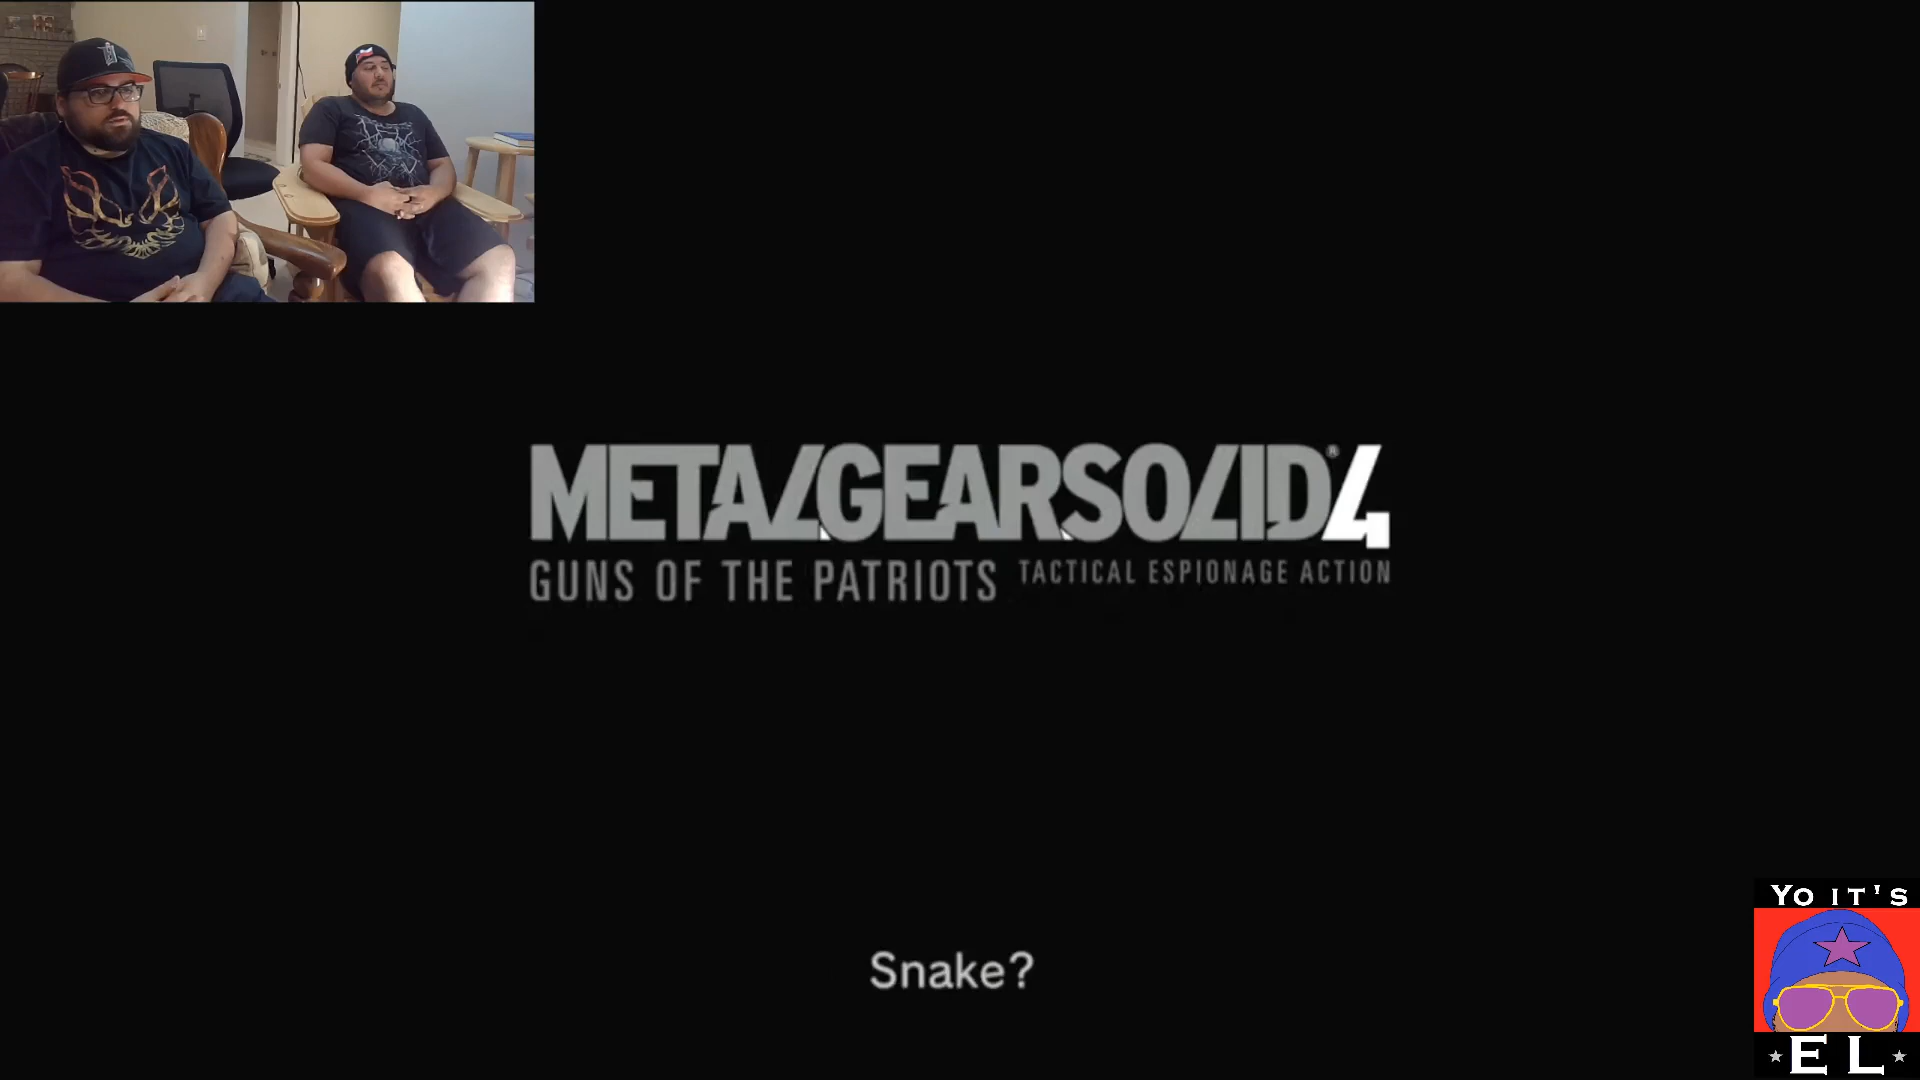 METAL GEAR SOLID® 4
GUNS OF THE PATRIOTS TACTICAL ESPIONAGE ACTION
Snake?
YO IT'S
EL